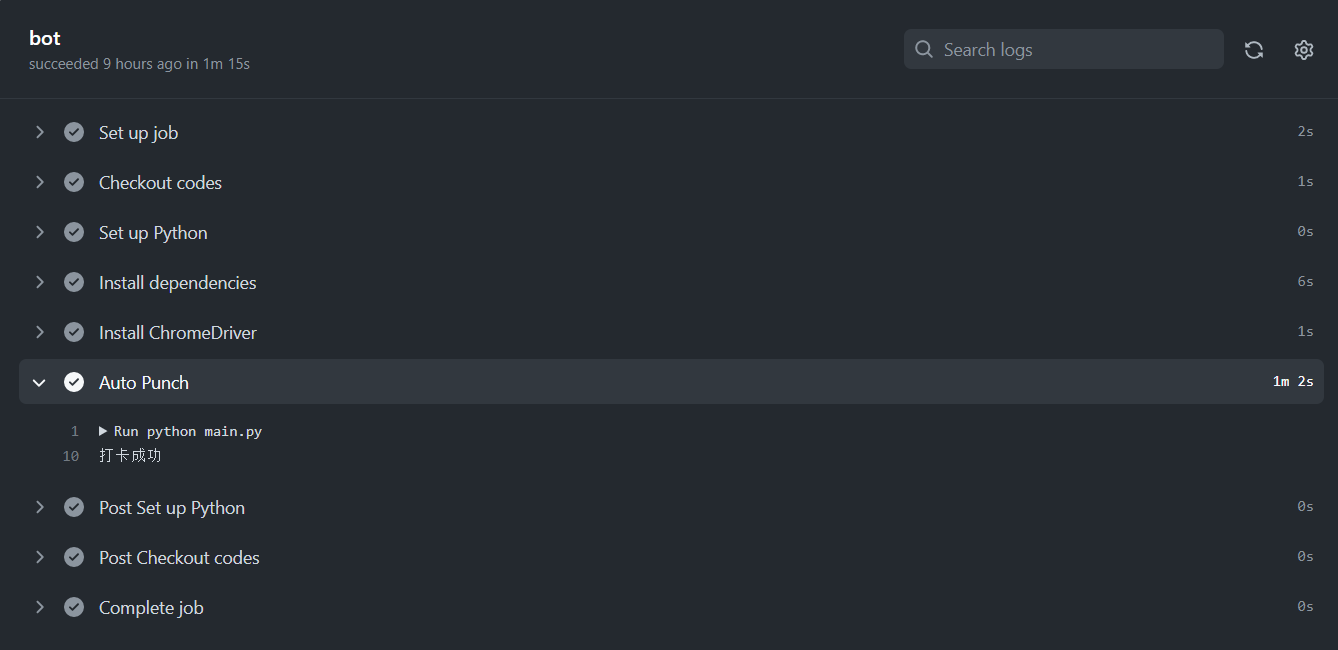 bot
succeeded 9 hours ago in 1m 15s
Search logs
Set up job 2s
Checkout codes 1s
Set up Python 0s
Install dependencies 6s
Install ChromeDriver 1s
Auto Punch 1m 2s
1 Run python main.py
10 打卡成功
Post Set up Python 0s
Post Checkout codes 0s
Complete job 0s